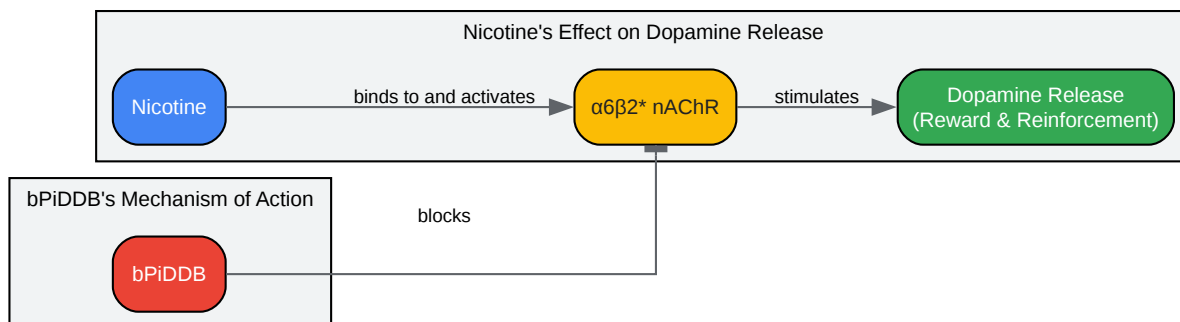 Nicotine's Effect on Dopamine Release
Nicotine
binds to and activates
α6β2* nAChR
stimulates
Dopamine Release
(Reward & Reinforcement)
bPiDDB's Mechanism of Action
blocks
bPiDDB